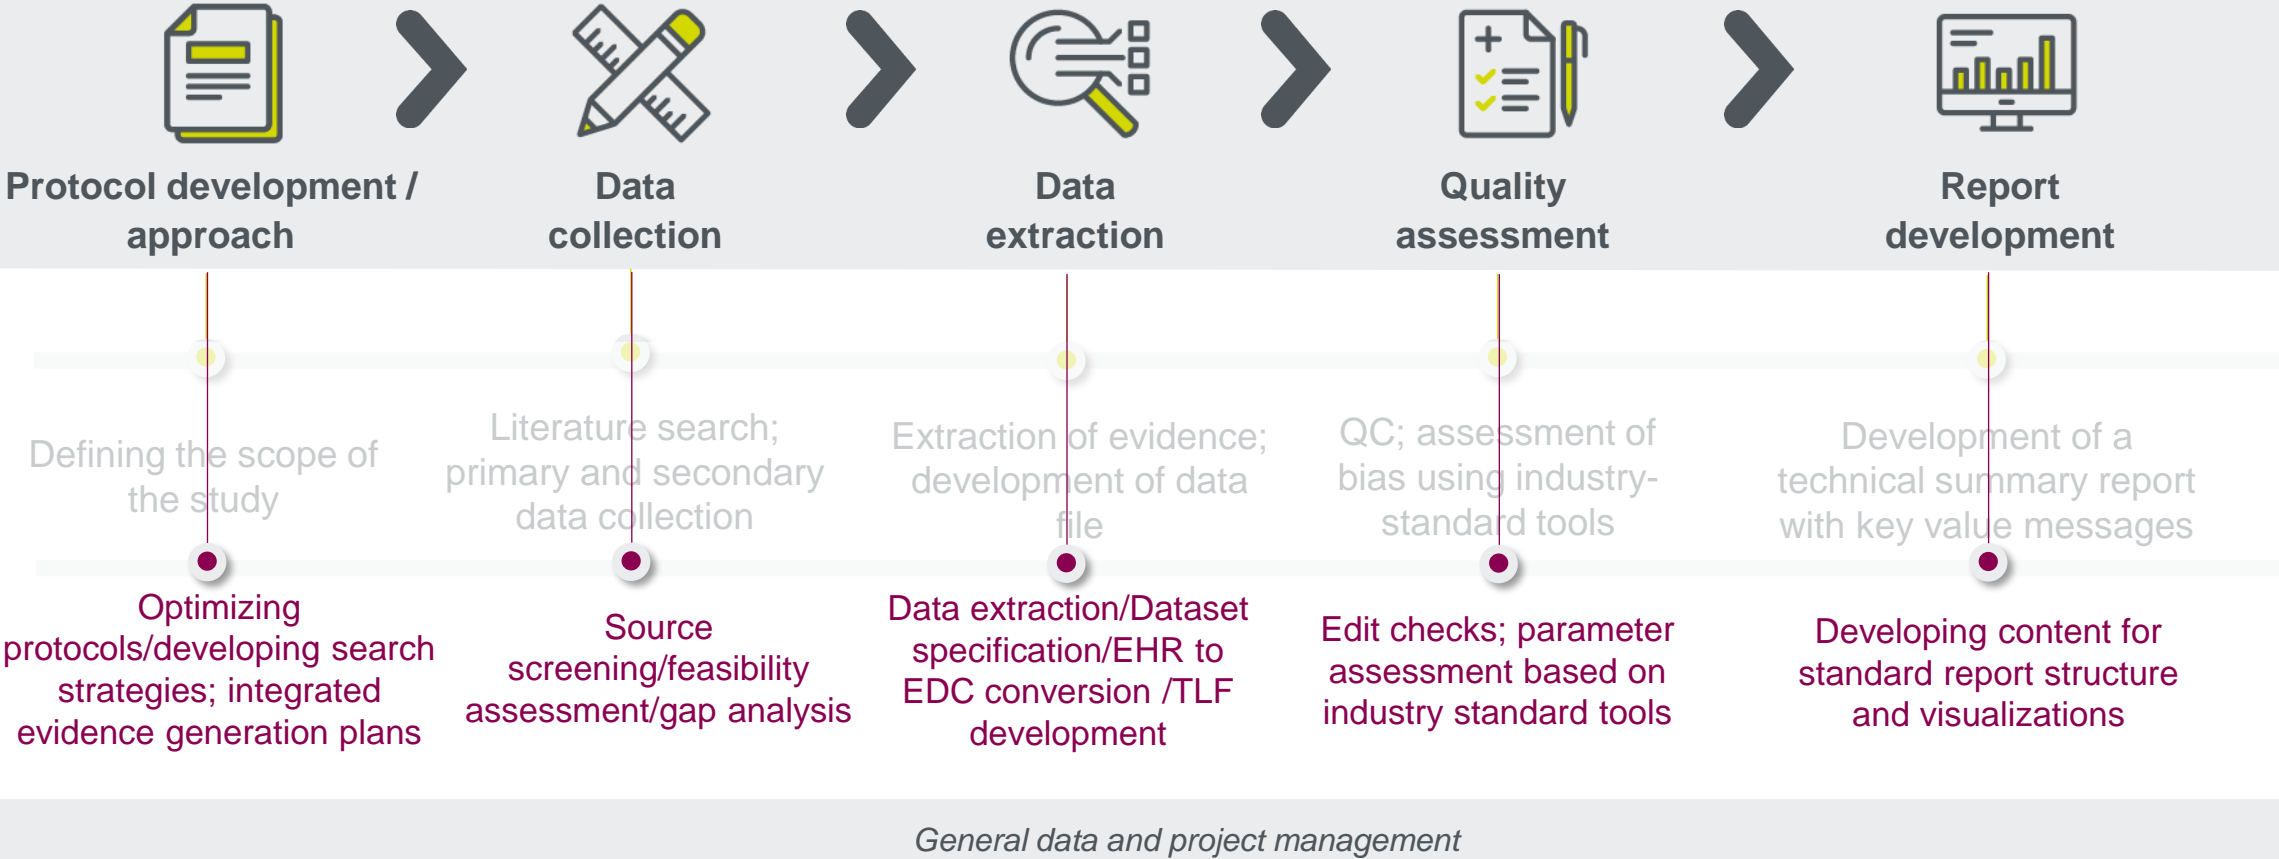 Protocol development /
approach
Data
collection
Data
extraction
Quality
assessment
Report
development
Defining the scope of
the study
Literature search;
primary and secondary
data collection
Extraction of evidence;
development of data
file
QC; assessment of
bias using industry-
standard tools
Development of a
technical summary report
with key value messages
Optimizing
protocols/developing search
strategies; integrated
evidence generation plans
Source
screening/feasibility
assessment/gap analysis
Data extraction/Dataset
specification/EHR to
EDC conversion /TLF
development
Edit checks; parameter
assessment based on
industry standard tools
Developing content for
standard report structure
and visualizations
General data and project management